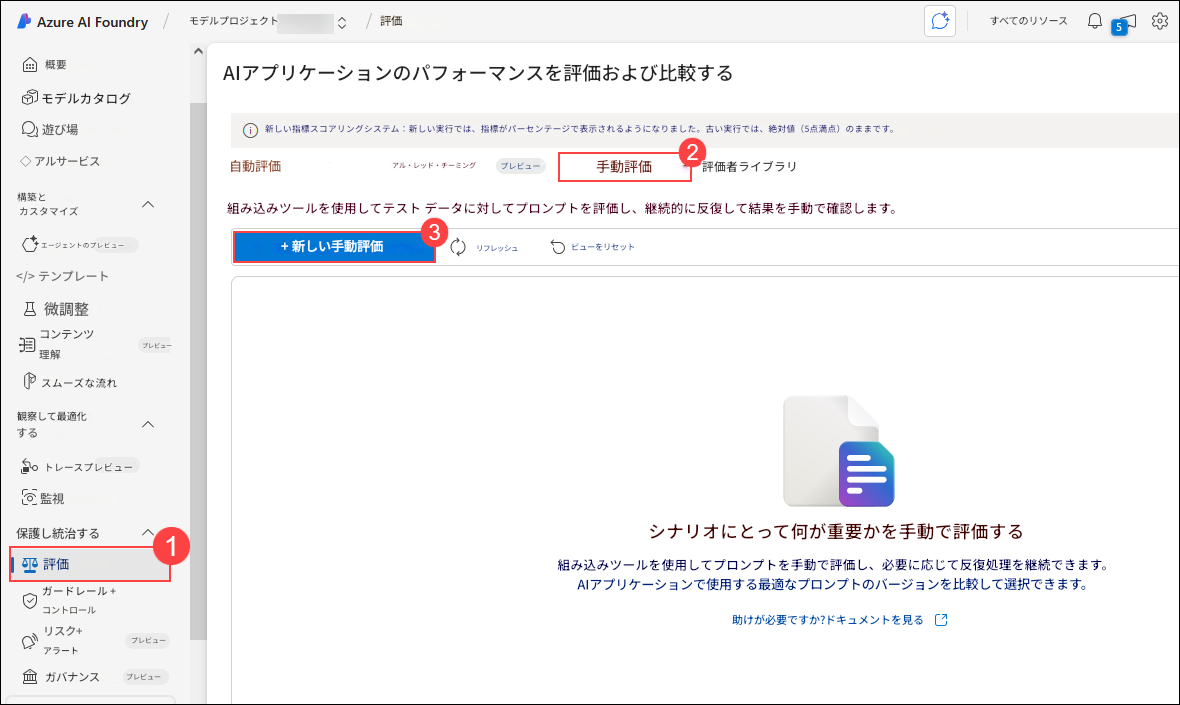 Azure AI Foundry / モデルプロジェクト / 評価
すべてのリソース
5
概要
モデルカタログ
遊び場
アルサービス
構築と
カスタマイズ
エージェントのプレビュー
</> テンプレート
微調整
コンテンツ
理解
プレビュー
スムーズな流れ
観察して最適化
する
トレースプレビュー
監視
保護し統治する
1
評価
ガードレール +
コントロール
リスク+
アラート
プレビュー
ガバナンス
プレビュー
AIアプリケーションのパフォーマンスを評価および比較する
新しい指標スコアリングシステム：新しい実行では、指標がパーセンテージで表示されるようになりました。古い実行では、絶対値（5点満点）のままです。
自動評価
アル・レッド・チーミング
プレビュー
手動評価
2
評価者ライブラリ
組み込みツールを使用してテスト データに対してプロンプトを評価し、継続的に反復して結果を手動で確認します。
+ 新しい手動評価
3
リフレッシュ
ビューをリセット
シナリオにとって何が重要かを手動で評価する
組み込みツールを使用してプロンプトを手動で評価し、必要に応じて反復処理を継続できます。
AIアプリケーションで使用する最適なプロンプトのバージョンを比較して選択できます。
助けが必要ですか?ドキュメントを見る